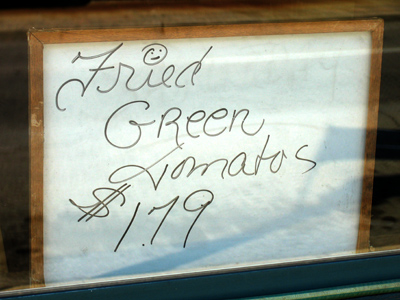 Fried
Green
Tomatos
$1.79